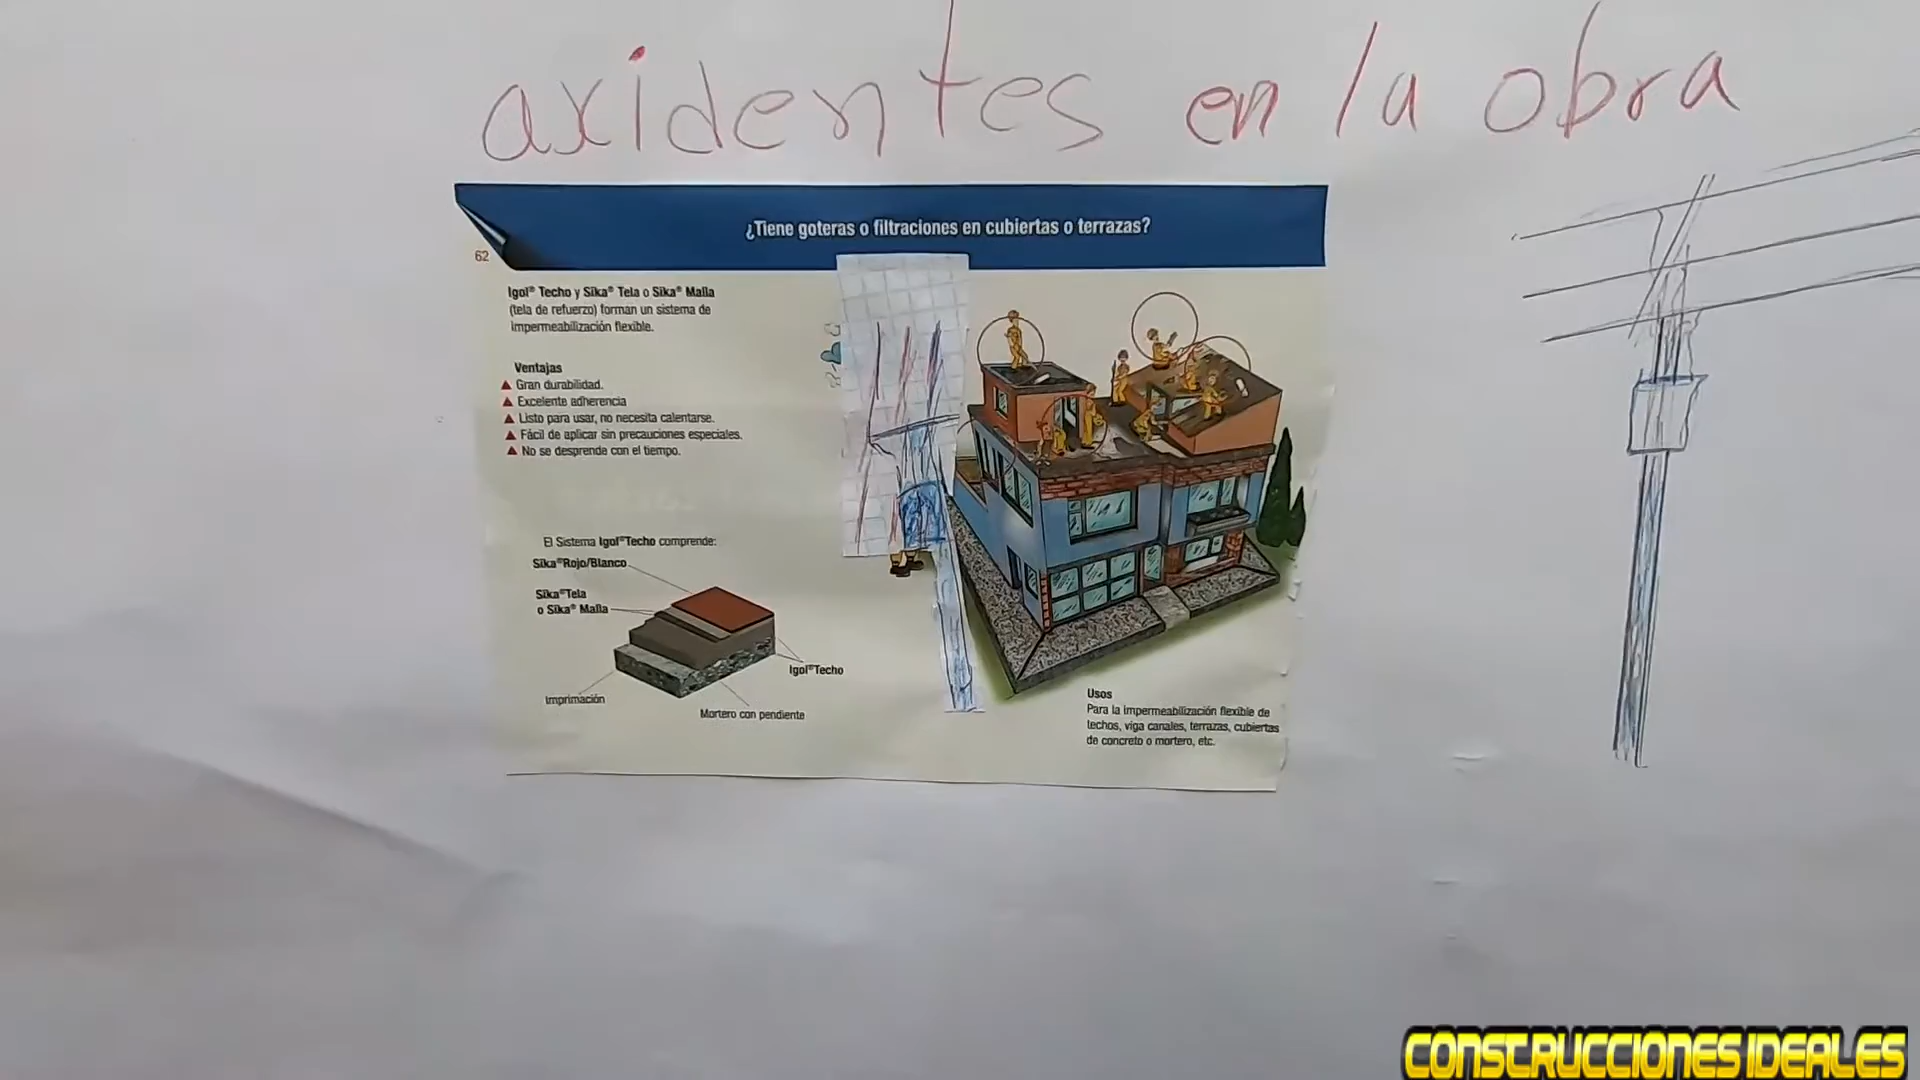 axidentes en la obra
¿Tiene goteras o filtraciones en cubiertas o terrazas?
62
Igol® Techo y Sika® Tela o Sika® Malla
(tela de refuerzo) forman un sistema de
impermeabilización flexible.
Ventajas
Gran durabilidad.
Excelente adherencia
Listo para usar, no necesita calentarse.
Fácil de aplicar sin precauciones especiales.
No se desprende con el tiempo.
El Sistema Igol®Techo comprende:
Sika®Rojo/Blanco
Sika®Tela
o Sika® Malla
Igol®Techo
Imprimación
Mortero con pendiente
Usos
Para la impermeabilización flexible de
techos, viga canales, terrazas, cubiertas
de concreto o mortero, etc.
CONSTRUCCIONES IDEALES